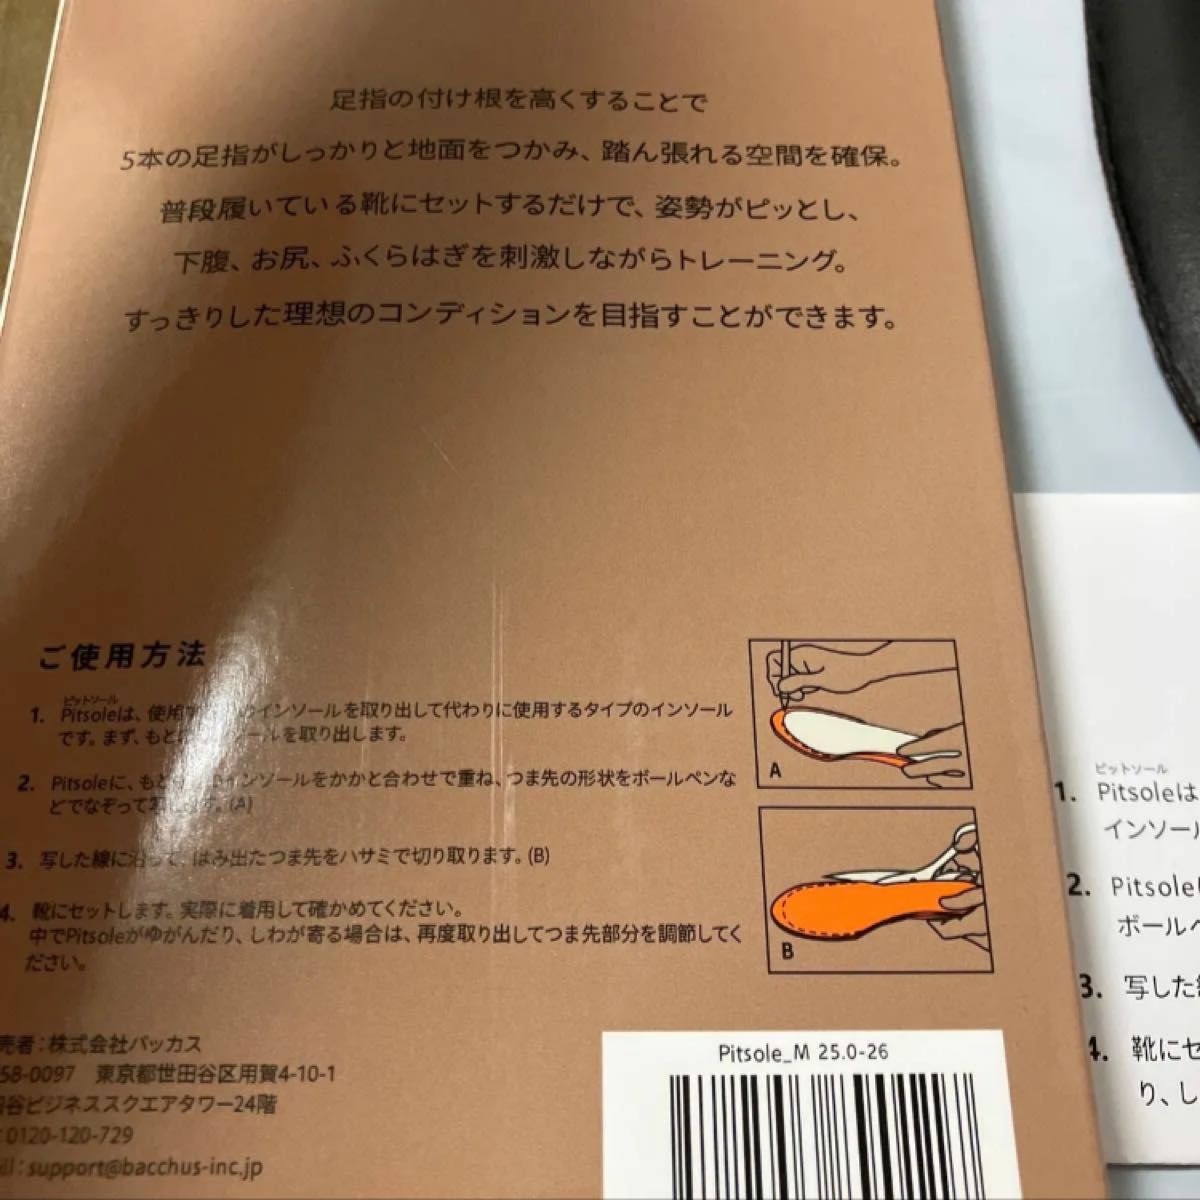 足指の付け根を高くすることで
5本の足指がしっかりと地面をつかみ、踏ん張れる空間を確保。
普段履いている靴にセットするだけで、姿勢がピッとし、
下腹、お尻、ふくらはぎを刺激しながらトレーニング。
すっきりした理想のコンディションを目指すことができます。
ご使用方法
ピットソール
1. Pitsoleは、使用 インソールを取り出して代わりに使用するタイプのインソール
です。まず、もと ールを取り出します。
2. Pitsoleに、もと インソールをかかと合わせで重ね、つま先の形状をボールペンな
どでなぞって写します。(A)
3. 写した線に沿って、はみ出たつま先をハサミで切り取ります。(B)
4. 靴にセットします。実際に着用して確かめてください。
中でPitsoleがゆがんだり、しわが寄る場合は、再度取り出してつま先部分を調節してく
ださい。
A
B
売者：株式会社バッカス
58-0097 東京都世田谷区用賀4-10-1
谷ビジネススクエアタワー24階
: 0120-120-729
il : support@bacchus-inc.jp
Pitsole_M 25.0-26
ピットソール
1. Pitsoleは
インソール
2. Pitsole
ボールペ
3. 写した
4. 靴にセ
り、し